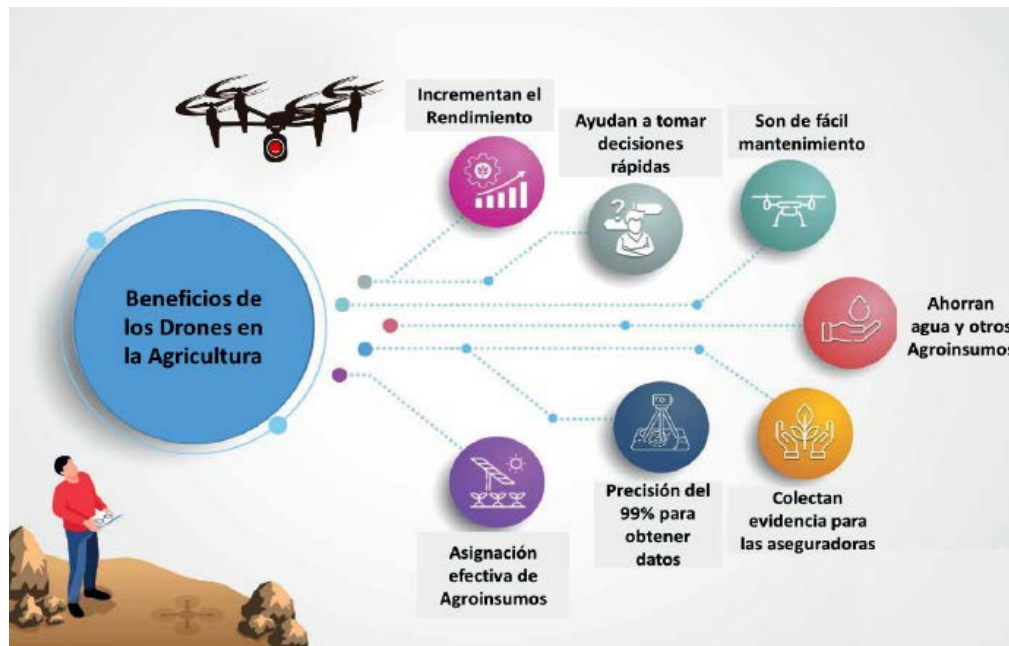 Incrementan el
Rendimiento
Ayudan a tomar
decisiones
rápidas
Son de fácil
mantenimiento
Beneficios de
los Drones en
la Agricultura
Ahorran
agua y otros
Agroinsumos
Asignación
efectiva de
Agroinsumos
Precisión del
99% para
obtener
datos
Colectan
evidencia para
las aseguradoras